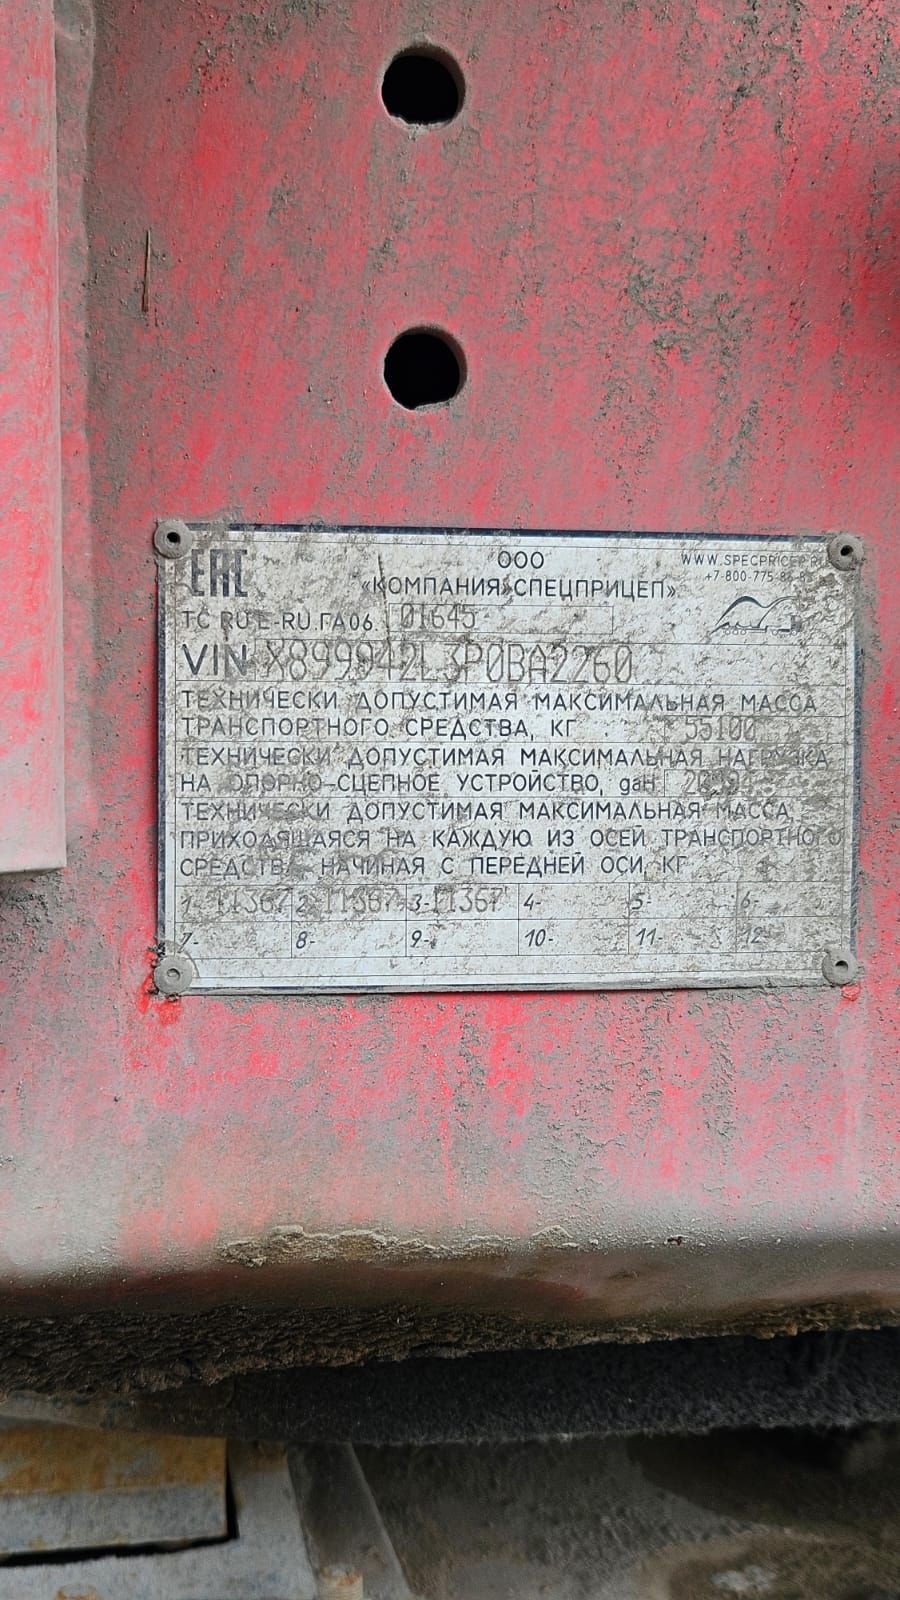 EAC
ООО
«КОМПАНИЯ»СПЕЦПРИЦЕП»
WWW.SPECPRICEP.RU
+7-800-775-
ТС RU E-RU.ГА06. 01645
VIN X899942L3P0BA2260
ТЕХНИЧЕСКИ ДОПУСТИМАЯ МАКСИМАЛЬНАЯ МАССА
ТРАНСПОРТНОГО СРЕДСТВА, КГ 55100
ТЕХНИЧЕСКИ ДОПУСТИМАЯ МАКСИМАЛЬНАЯ НАГРУЗКА
НА ОПОРНО-СЦЕПНОЕ УСТРОЙСТВО, gaH
ТЕХНИЧЕСКИ ДОПУСТИМАЯ МАКСИМАЛЬНАЯ МАССА,
ПРИХОДЯЩАЯСЯ НА КАЖДУЮ ИЗ ОСЕЙ ТРАНСПОРТНОГО
СРЕДСТВА, НАЧИНАЯ С ПЕРЕДНЕЙ ОСИ, КГ
1- 11367 2- 11367 3- 11367 4- 5- 6-
7- 8- 9- 10- 11- 12-